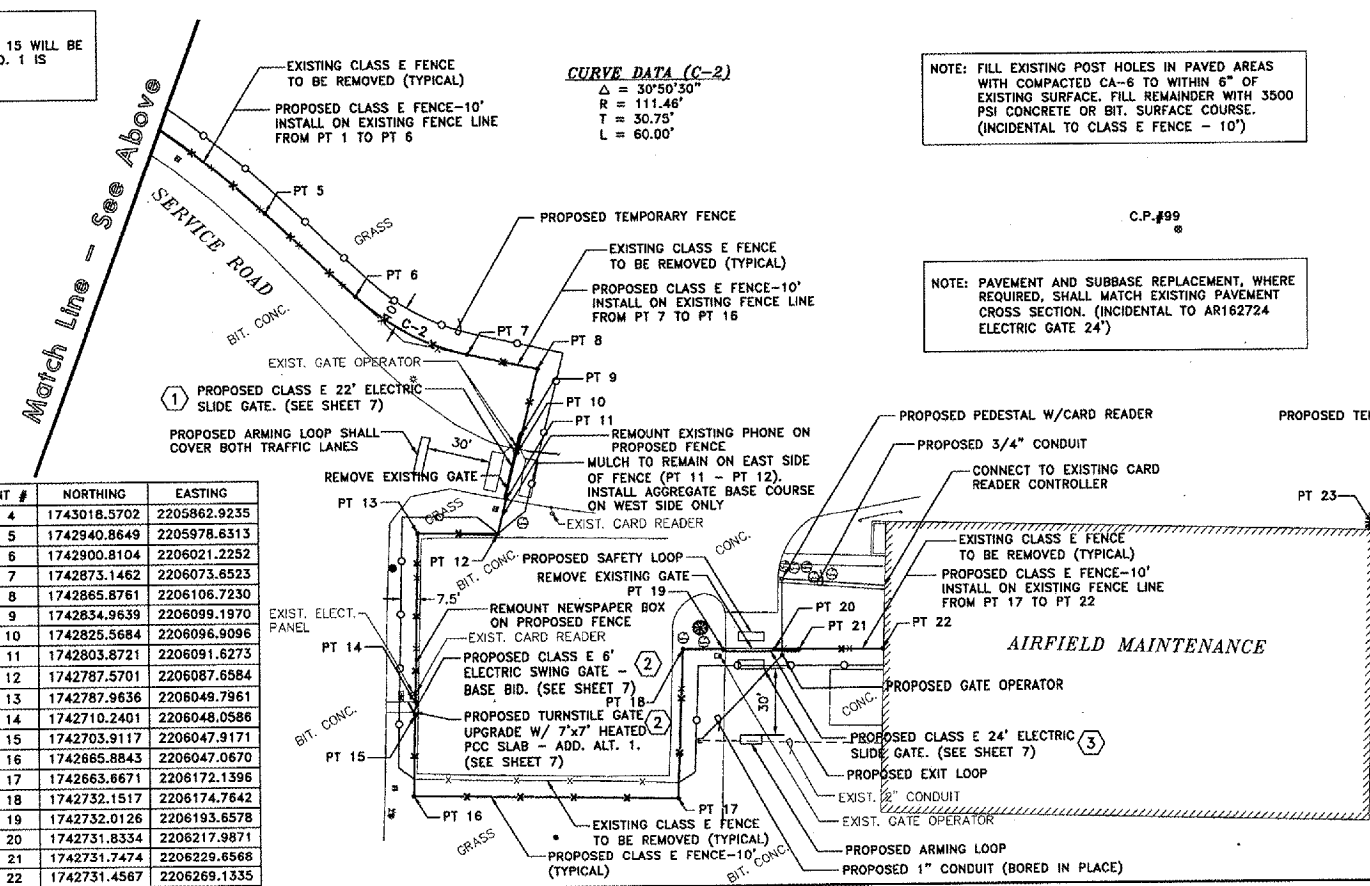 15 WILL BE
O. 1 IS
EXISTING CLASS E FENCE
TO BE REMOVED (TYPICAL)
PROPOSED CLASS E FENCE-10'
INSTALL ON EXISTING FENCE LINE
FROM PT 1 TO PT 6
CURVE DATA (C-2)
Δ = 30°50'30"
R = 111.46'
T = 30.75'
L = 60.00'
NOTE: FILL EXISTING POST HOLES IN PAVED AREAS
WITH COMPACTED CA-6 TO WITHIN 6" OF
EXISTING SURFACE. FILL REMAINDER WITH 3500
PSI CONCRETE OR BIT. SURFACE COURSE.
(INCIDENTAL TO CLASS E FENCE - 10')
C.P.#99
NOTE: PAVEMENT AND SUBBASE REPLACEMENT, WHERE
REQUIRED, SHALL MATCH EXISTING PAVEMENT
CROSS SECTION. (INCIDENTAL TO AR162724
ELECTRIC GATE 24')
Match Line - See Above
SERVICE ROAD
BIT. CONC.
PT 5
GRASS
PT 6
C-2
PROPOSED TEMPORARY FENCE
EXISTING CLASS E FENCE
TO BE REMOVED (TYPICAL)
PROPOSED CLASS E FENCE-10'
INSTALL ON EXISTING FENCE LINE
FROM PT 7 TO PT 16
PT 7
PT 8
EXIST. GATE OPERATOR
PT 9
1 PROPOSED CLASS E 22' ELECTRIC
SLIDE GATE. (SEE SHEET 7)
PT 10
PT 11
PROPOSED ARMING LOOP SHALL
COVER BOTH TRAFFIC LANES
30'
REMOVE EXISTING GATE
REMOUNT EXISTING PHONE ON
PROPOSED FENCE
MULCH TO REMAIN ON EAST SIDE
OF FENCE (PT 11 - PT 12).
INSTALL AGGREGATE BASE COURSE
ON WEST SIDE ONLY
PT 13
GRASS
EXIST. CARD READER
PT 12
BIT. CONC.
PROPOSED PEDESTAL W/CARD READER
PROPOSED TE
PROPOSED 3/4" CONDUIT
CONNECT TO EXISTING CARD
READER CONTROLLER
PT 23
CONC.
PROPOSED SAFETY LOOP
REMOVE EXISTING GATE
PT 19
EXISTING CLASS E FENCE
TO BE REMOVED (TYPICAL)
PROPOSED CLASS E FENCE-10'
INSTALL ON EXISTING FENCE LINE
FROM PT 17 TO PT 22
PT 20
PT 21
PT 22
AIRFIELD MAINTENANCE
7.5'
REMOUNT NEWSPAPER BOX
ON PROPOSED FENCE
EXIST. ELECT.
PANEL
EXIST. CARD READER
PT 14
PROPOSED CLASS E 6'
ELECTRIC SWING GATE -
BASE BID. (SEE SHEET 7)
2
PT 18
PROPOSED TURNSTILE GATE
UPGRADE W/ 7'x7' HEATED
PCC SLAB - ADD. ALT. 1.
(SEE SHEET 7)
2
BIT. CONC.
PT 15
PROPOSED GATE OPERATOR
CONC.
30'
PROPOSED CLASS E 24' ELECTRIC
SLIDE GATE. (SEE SHEET 7)
3
PROPOSED EXIT LOOP
EXIST. 2" CONDUIT
EXIST. GATE OPERATOR
PROPOSED ARMING LOOP
PROPOSED 1" CONDUIT (BORED IN PLACE)
PT 16
PT 17
GRASS
EXISTING CLASS E FENCE
TO BE REMOVED (TYPICAL)
PROPOSED CLASS E FENCE-10'
(TYPICAL)
BIT. CONC.
NT # NORTHING EASTING
4 1743018.5702 2205862.9235
5 1742940.8649 2205978.6313
6 1742900.8104 2206021.2252
7 1742873.1462 2206073.6523
8 1742865.8761 2206106.7230
9 1742834.9639 2206099.1970
10 1742825.5684 2206096.9096
11 1742803.8721 2206091.6273
12 1742787.5701 2206087.6584
13 1742787.9636 2206049.7961
14 1742710.2401 2206048.0586
15 1742703.9117 2206047.9171
16 1742665.8843 2206047.0670
17 1742663.6671 2206172.1396
18 1742732.1517 2206174.7642
19 1742732.0126 2206193.6578
20 1742731.8334 2206217.9871
21 1742731.7474 2206229.6568
22 1742731.4567 2206269.1335